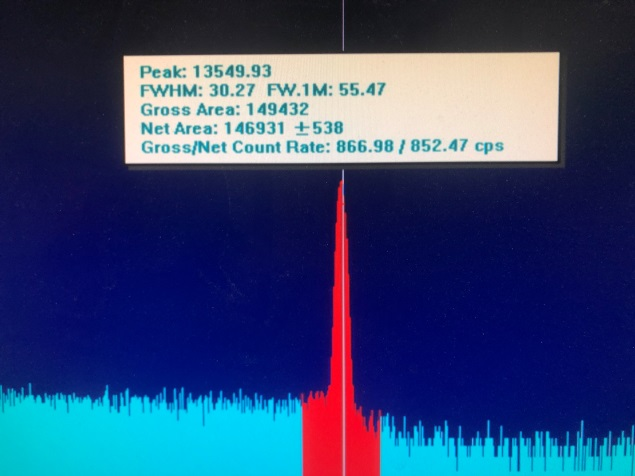 Peak: 13549.93
FWHM: 30.27 FW.1M: 55.47
Gross Area: 149432
Net Area: 146931 ±538
Gross/Net Count Rate: 866.98 / 852.47 cps